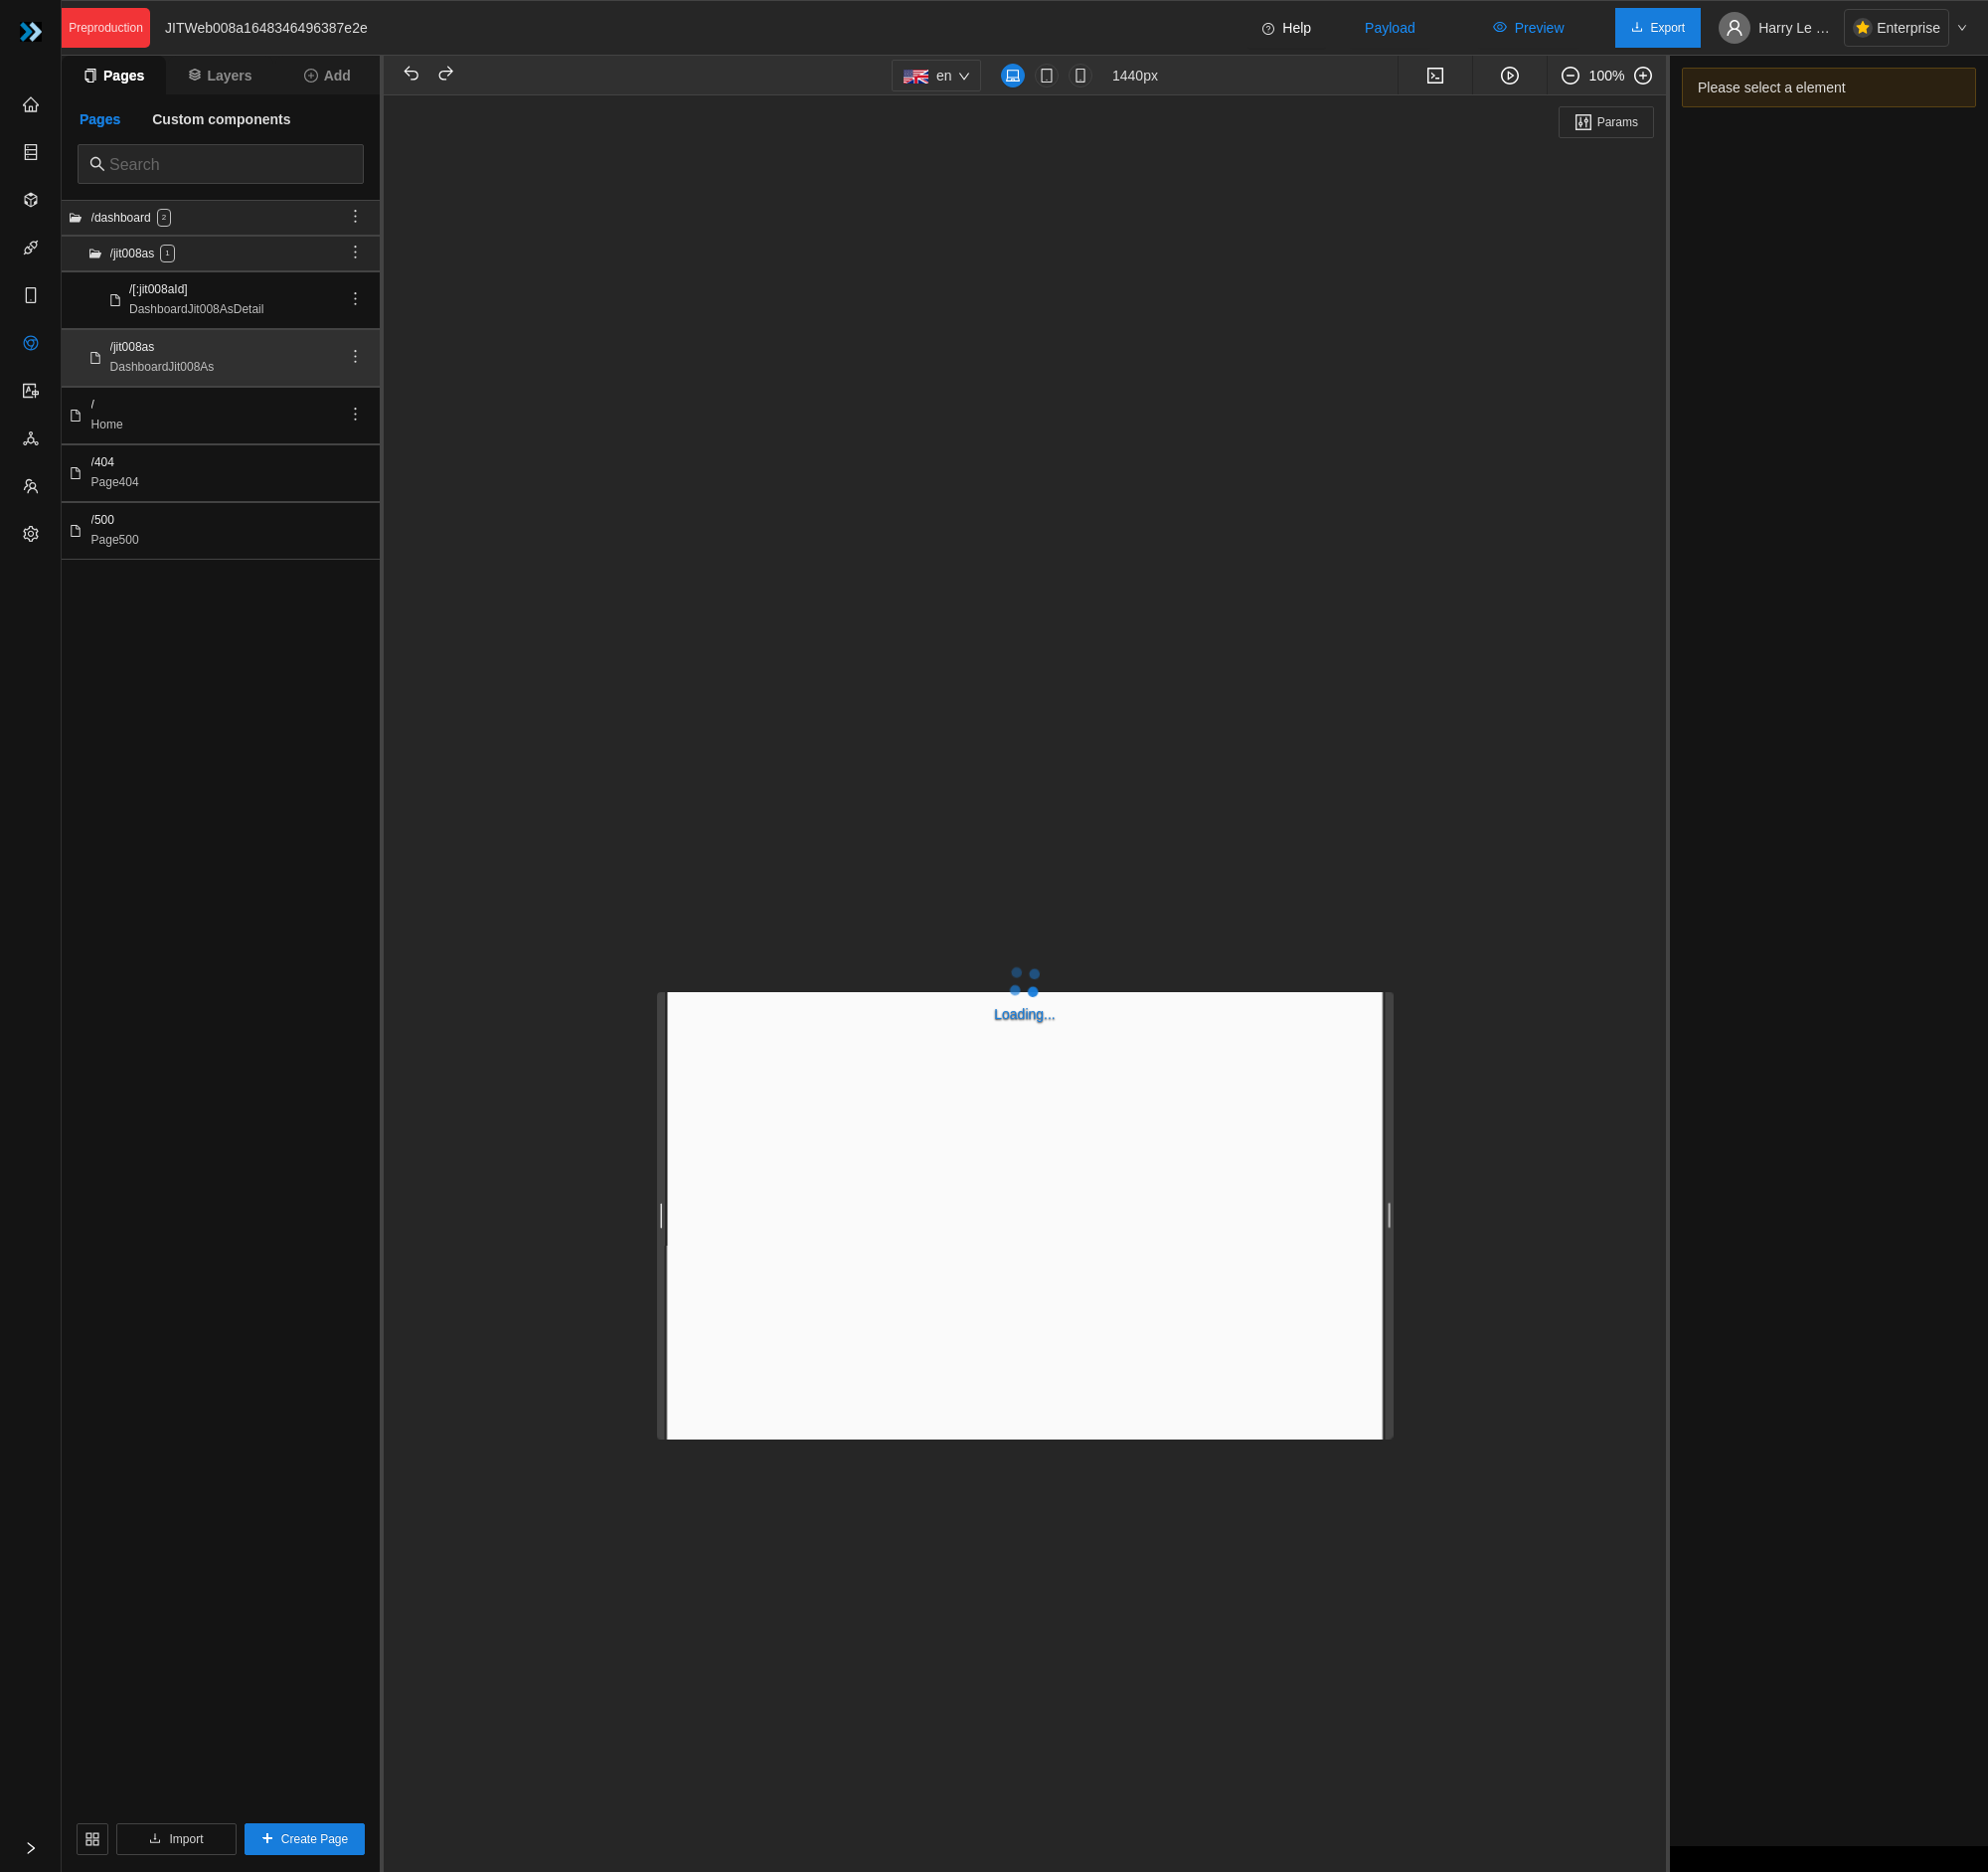 Preproduction
JITWeb008a1648346496387e2e
Help
Payload
Preview
Export
Harry Le ...
Enterprise
Pages
Layers
Add
en
1440px
100%
Pages
Custom components
Search
Params
Please select a element
/dashboard 2
/jit008as 1
/[:jit008aId]
DashboardJit008AsDetail
/jit008as
DashboardJit008As
/
Home
/404
Page404
/500
Page500
Loading...
Import
Create Page